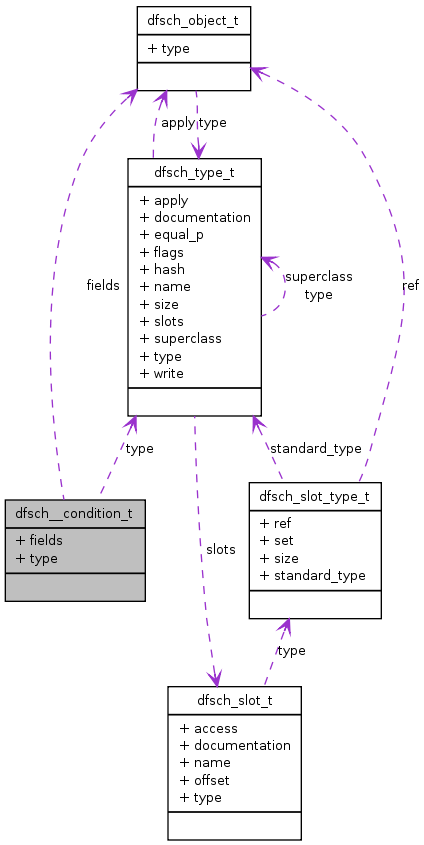 dfsch_object_t
+ type
apply
type
dfsch_type_t
+ apply
+ documentation
+ equal_p
+ flags
+ hash
+ name
+ size
+ slots
+ superclass
+ type
+ write
fields
superclass
type
ref
type
standard_type
dfsch__condition_t
+ fields
+ type
dfsch_slot_type_t
+ ref
+ set
+ size
+ standard_type
slots
type
dfsch_slot_t
+ access
+ documentation
+ name
+ offset
+ type